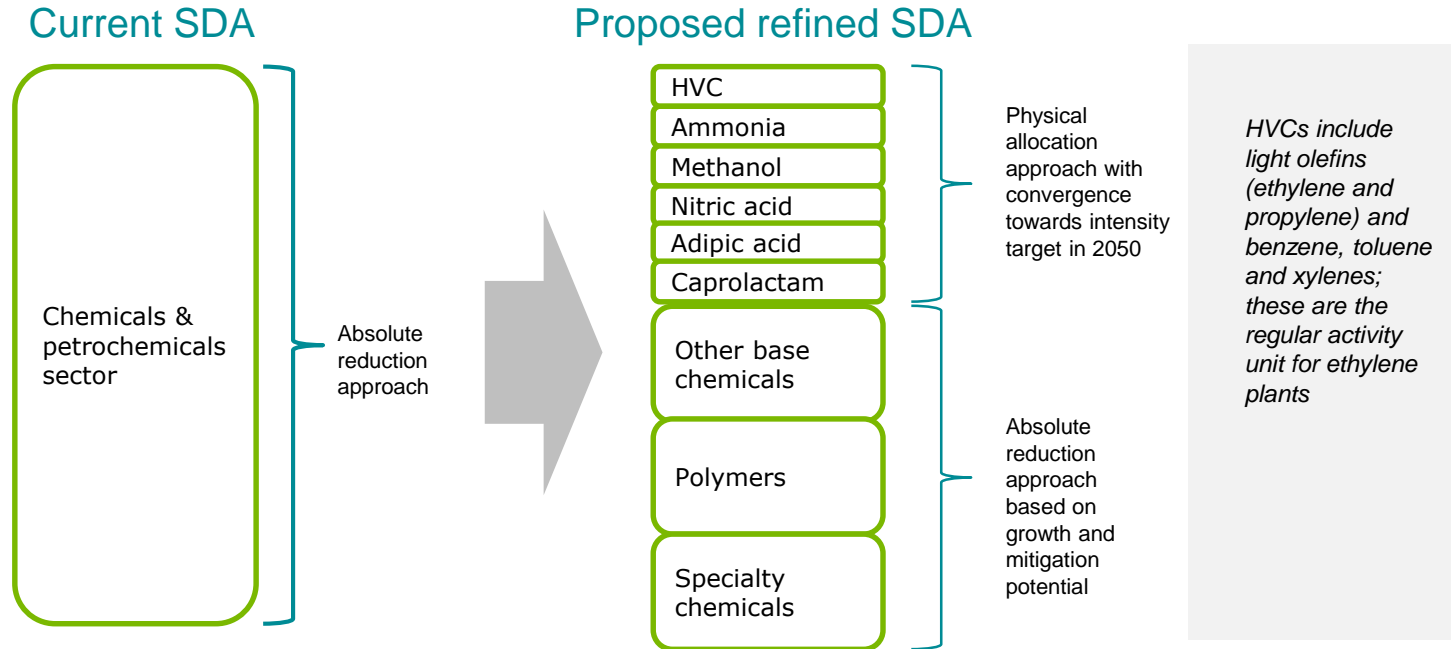 Current SDA
Chemicals &
petrochemicals
sector
Absolute
reduction
approach
Proposed refined SDA
HVC
Ammonia
Methanol
Nitric acid
Adipic acid
Caprolactam
Other base
chemicals
Polymers
Specialty
chemicals
Physical
allocation
approach with
convergence
towards intensity
target in 2050
Absolute
reduction
approach
based on
growth and
mitigation
potential
HVCs include
light olefins
(ethylene and
propylene) and
benzene, toluene
and xylenes;
these are the
regular activity
unit for ethylene
plants